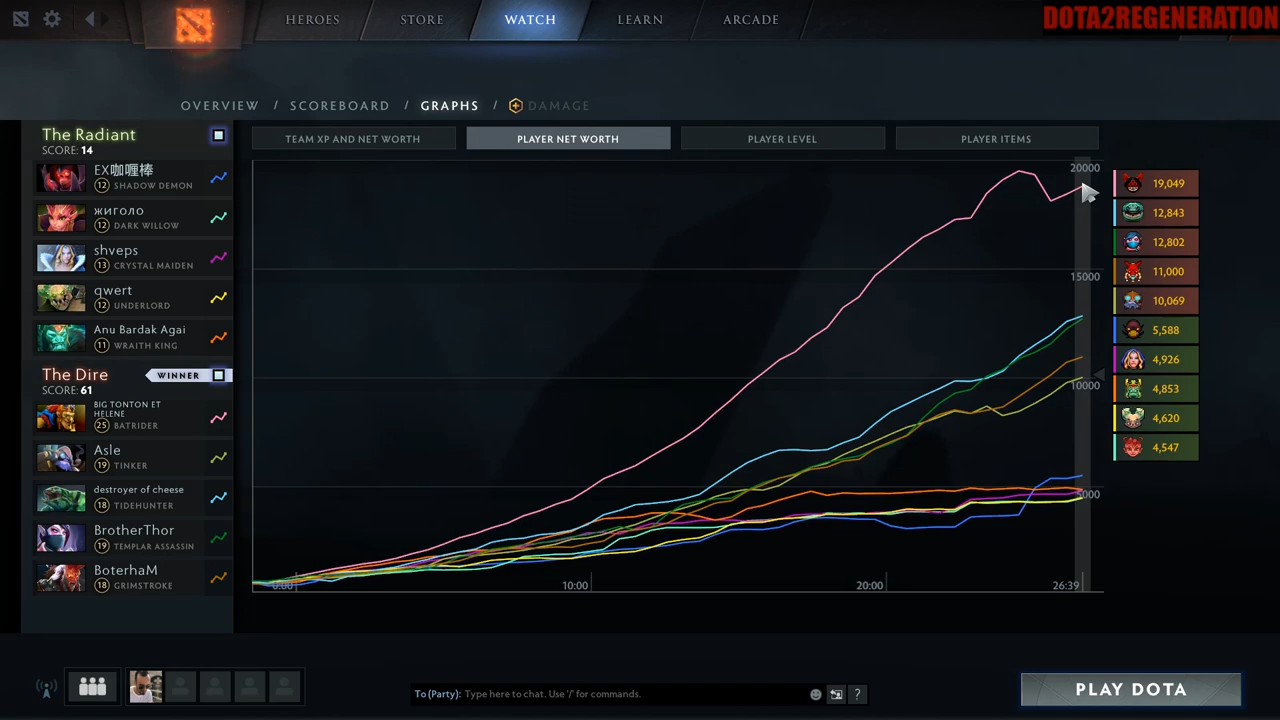 HEROES
STORE
WATCH
LEARN
ARCADE
DOTA2REGENERATION
OVERVIEW / SCOREBOARD / GRAPHS / DAMAGE
The Radiant
SCORE: 14
EX咖喱棒
12 SHADOW DEMON
жиголо
12 DARK WILLOW
shveps
13 CRYSTAL MAIDEN
qwert
12 UNDERLORD
Anu Bardak Agai
11 WRAITH KING
The Dire
WINNER
SCORE: 61
BIG TONTON ET
HELENE
25 BATRIDER
Asle
19 TINKER
destroyer of cheese
18 TIDEHUNTER
BrotherThor
19 TEMPLAR ASSASSIN
BoterhaM
18 GRIMSTROKE
TEAM XP AND NET WORTH
PLAYER NET WORTH
PLAYER LEVEL
PLAYER ITEMS
20000
15000
10000
5000
0:00
10:00
20:00
26:39
19,049
12,843
12,802
11,000
10,069
5,588
4,926
4,853
4,620
4,547
To (Party): Type here to chat. Use '/' for commands.
?
PLAY DOTA